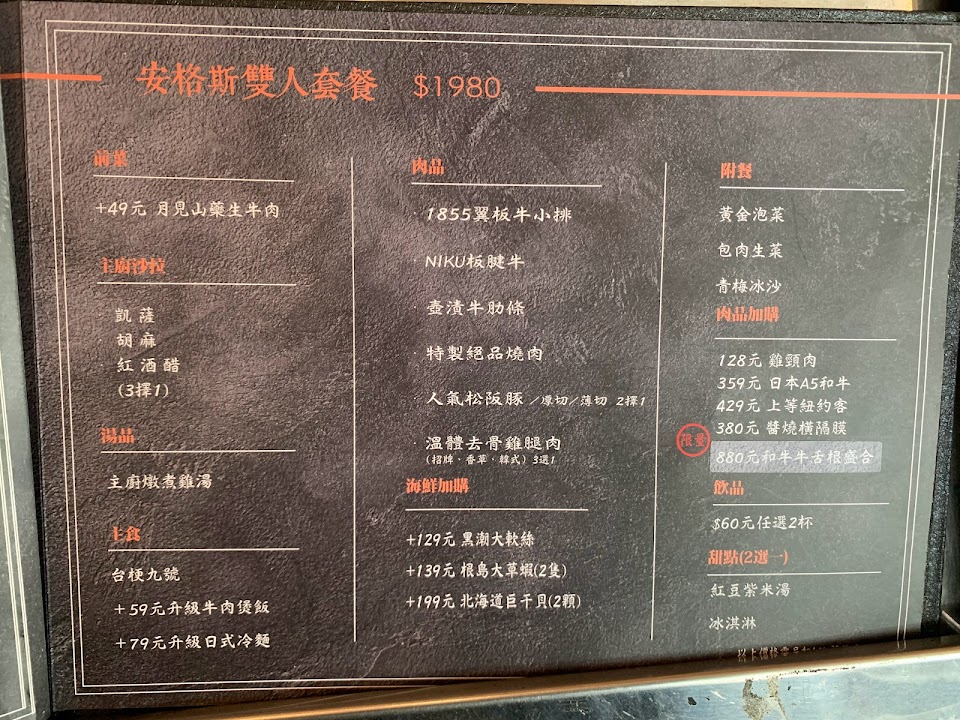 安格斯雙人套餐 $1980
前菜
+49元 月見山藥生牛肉
主廚沙拉
凱薩
胡麻
紅酒醋
(3擇1)
湯品
主廚燉煮雞湯
主食
台梗九號
+59元升級牛肉煲飯
+79元升級日式冷麵
肉品
· 1855翼板牛小排
· NIKU板腱牛
· 壺漬牛肋條
· 特製絕品燒肉
· 人氣松阪豚 ／厚切／薄切 2擇1
· 溫體去骨雞腿肉
(招牌、香草、韓式) 3選1
海鮮加購
+129元 黑潮大軟絲
+139元 根島大草蝦(2隻)
+199元 北海道巨干貝(2顆)
附餐
黃金泡菜
包肉生菜
青梅冰沙
肉品加購
128元 雞頸肉
359元 日本A5和牛
429元 上等紐約客
380元 醬燒橫隔膜
限量
880元和牛牛舌根盛合
飲品
$60元任選2杯
甜點(2選一)
紅豆紫米湯
冰淇淋
以上價格需